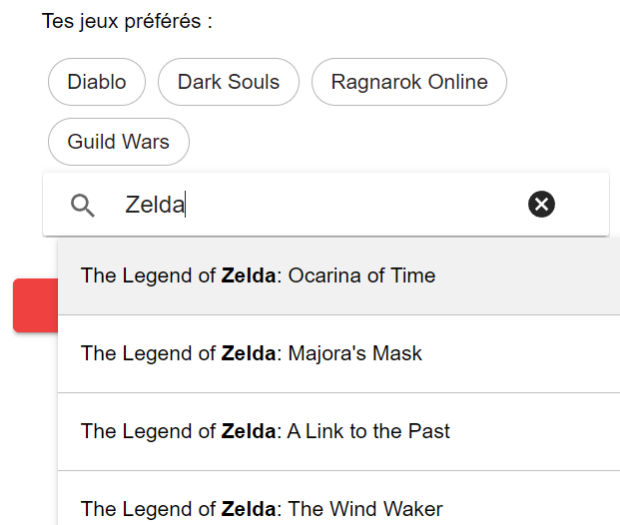 Tes jeux préférés :
Diablo Dark Souls Ragnarok Online
Guild Wars
Zelda
The Legend of Zelda: Ocarina of Time
The Legend of Zelda: Majora's Mask
The Legend of Zelda: A Link to the Past
The Legend of Zelda: The Wind Waker